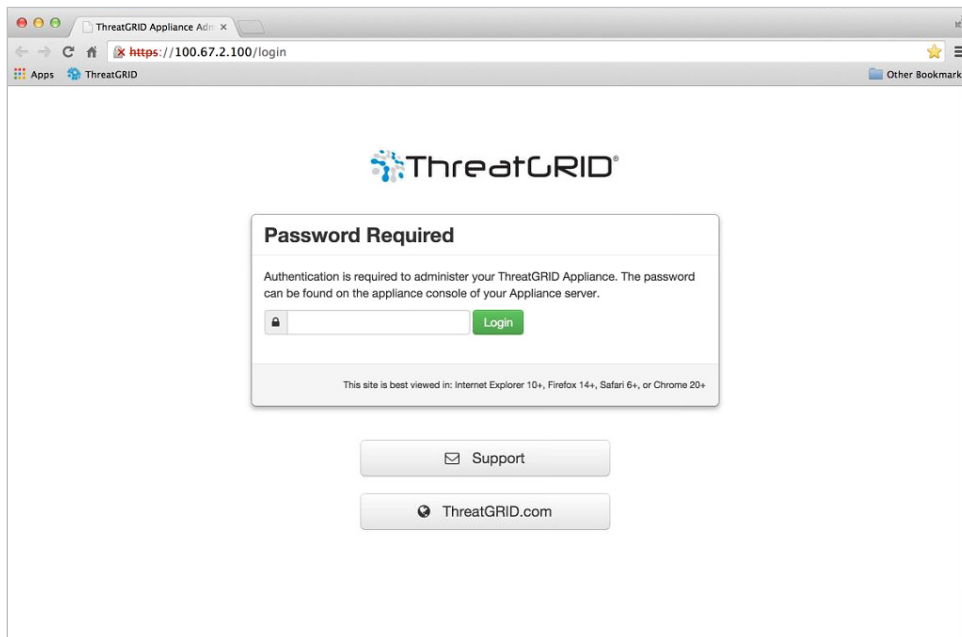 ThreatGRID Appliance Adn
https://100.67.2.100/login
Apps ThreatGRID Other Bookmark
ThreatGRID®
Password Required
Authentication is required to administer your ThreatGRID Appliance. The password
can be found on the appliance console of your Appliance server.
Login
This site is best viewed in: Internet Explorer 10+, Firefox 14+, Safari 6+, or Chrome 20+
Support
ThreatGRID.com